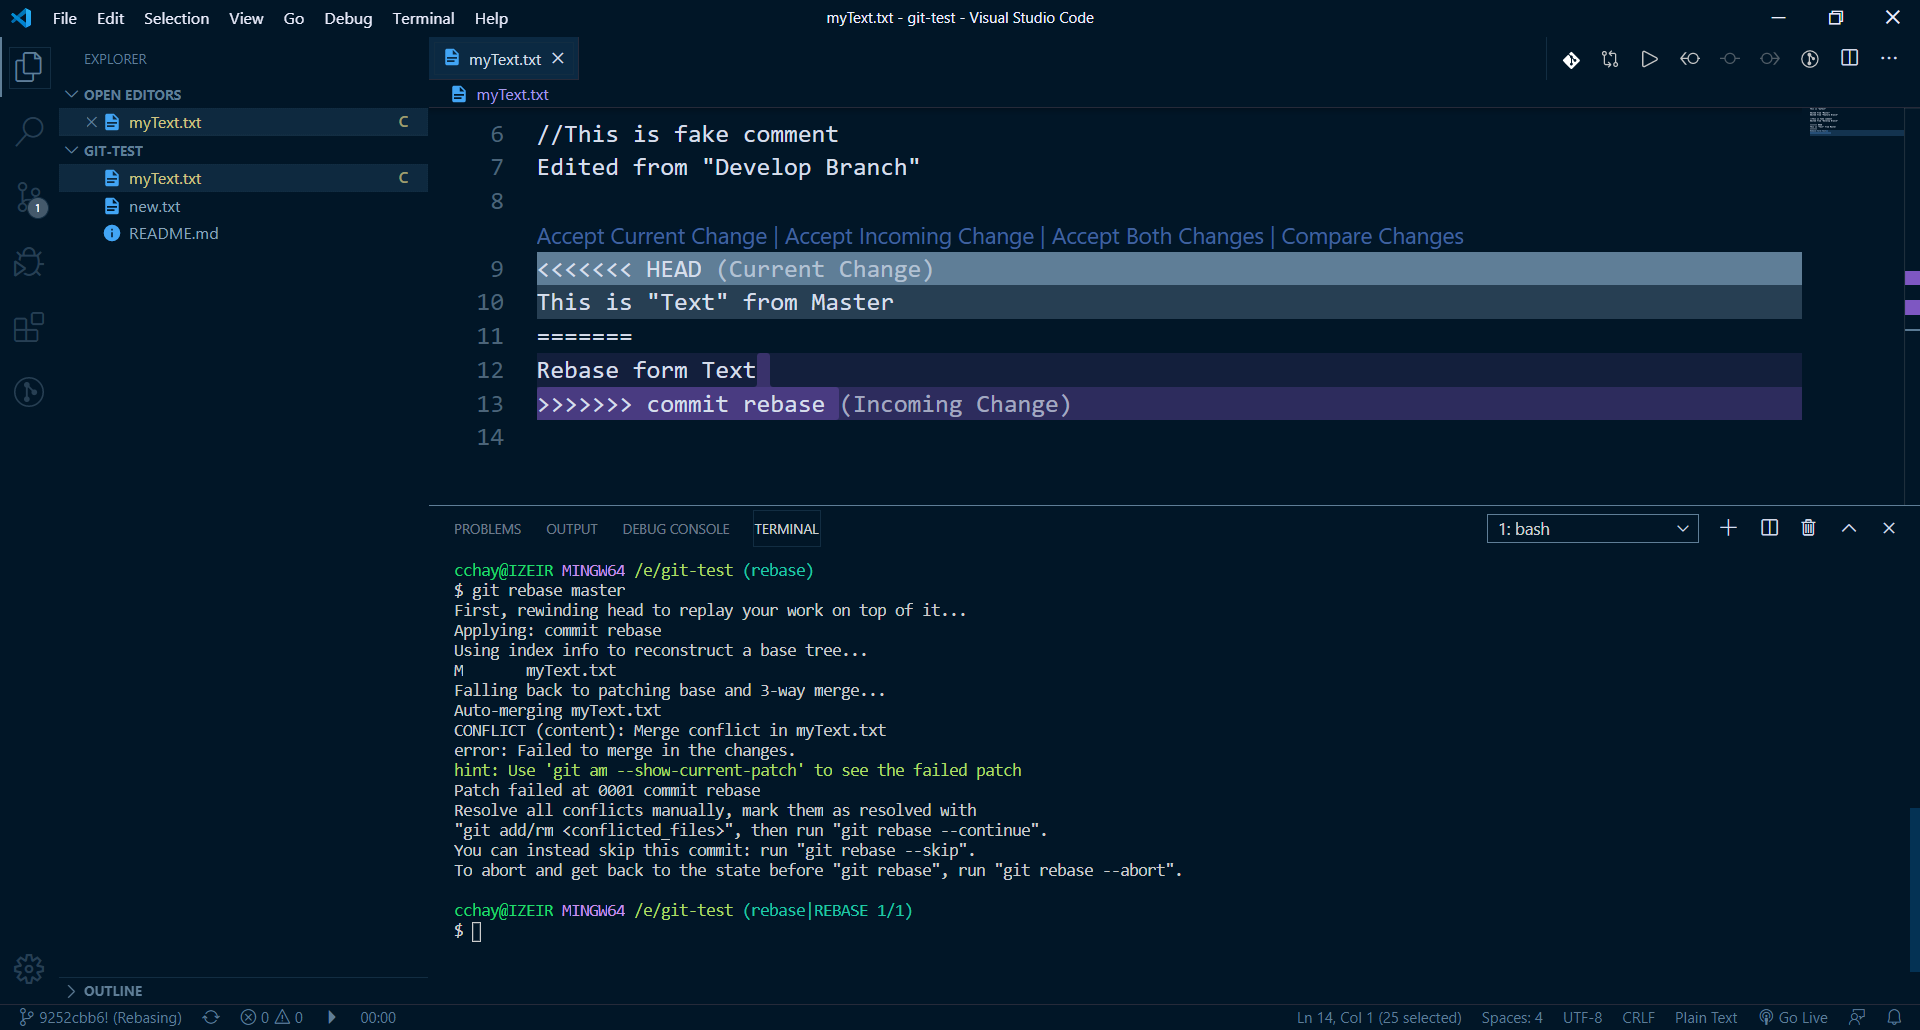 File Edit Selection View Go Debug Terminal Help
myText.txt - git-test - Visual Studio Code
EXPLORER
OPEN EDITORS
myText.txt C
GIT-TEST
myText.txt C
new.txt
README.md
1
OUTLINE
myText.txt
myText.txt
6 //This is fake comment
7 Edited from "Develop Branch"
8
Accept Current Change | Accept Incoming Change | Accept Both Changes | Compare Changes
9 <<<<<<< HEAD (Current Change)
10 This is "Text" from Master
11 =======
12 Rebase form Text
13 >>>>>>> commit rebase (Incoming Change)
14
PROBLEMS OUTPUT DEBUG CONSOLE TERMINAL
1: bash
cchay@IZEIR MINGW64 /e/git-test (rebase)
$ git rebase master
First, rewinding head to replay your work on top of it...
Applying: commit rebase
Using index info to reconstruct a base tree...
M myText.txt
Falling back to patching base and 3-way merge...
Auto-merging myText.txt
CONFLICT (content): Merge conflict in myText.txt
error: Failed to merge in the changes.
hint: Use 'git am --show-current-patch' to see the failed patch
Patch failed at 0001 commit rebase
Resolve all conflicts manually, mark them as resolved with
"git add/rm <conflicted_files>", then run "git rebase --continue".
You can instead skip this commit: run "git rebase --skip".
To abort and get back to the state before "git rebase", run "git rebase --abort".
cchay@IZEIR MINGW64 /e/git-test (rebase|REBASE 1/1)
$
9252cbb6! (Rebasing) 0 0 00:00
Ln 14, Col 1 (25 selected) Spaces: 4 UTF-8 CRLF Plain Text Go Live